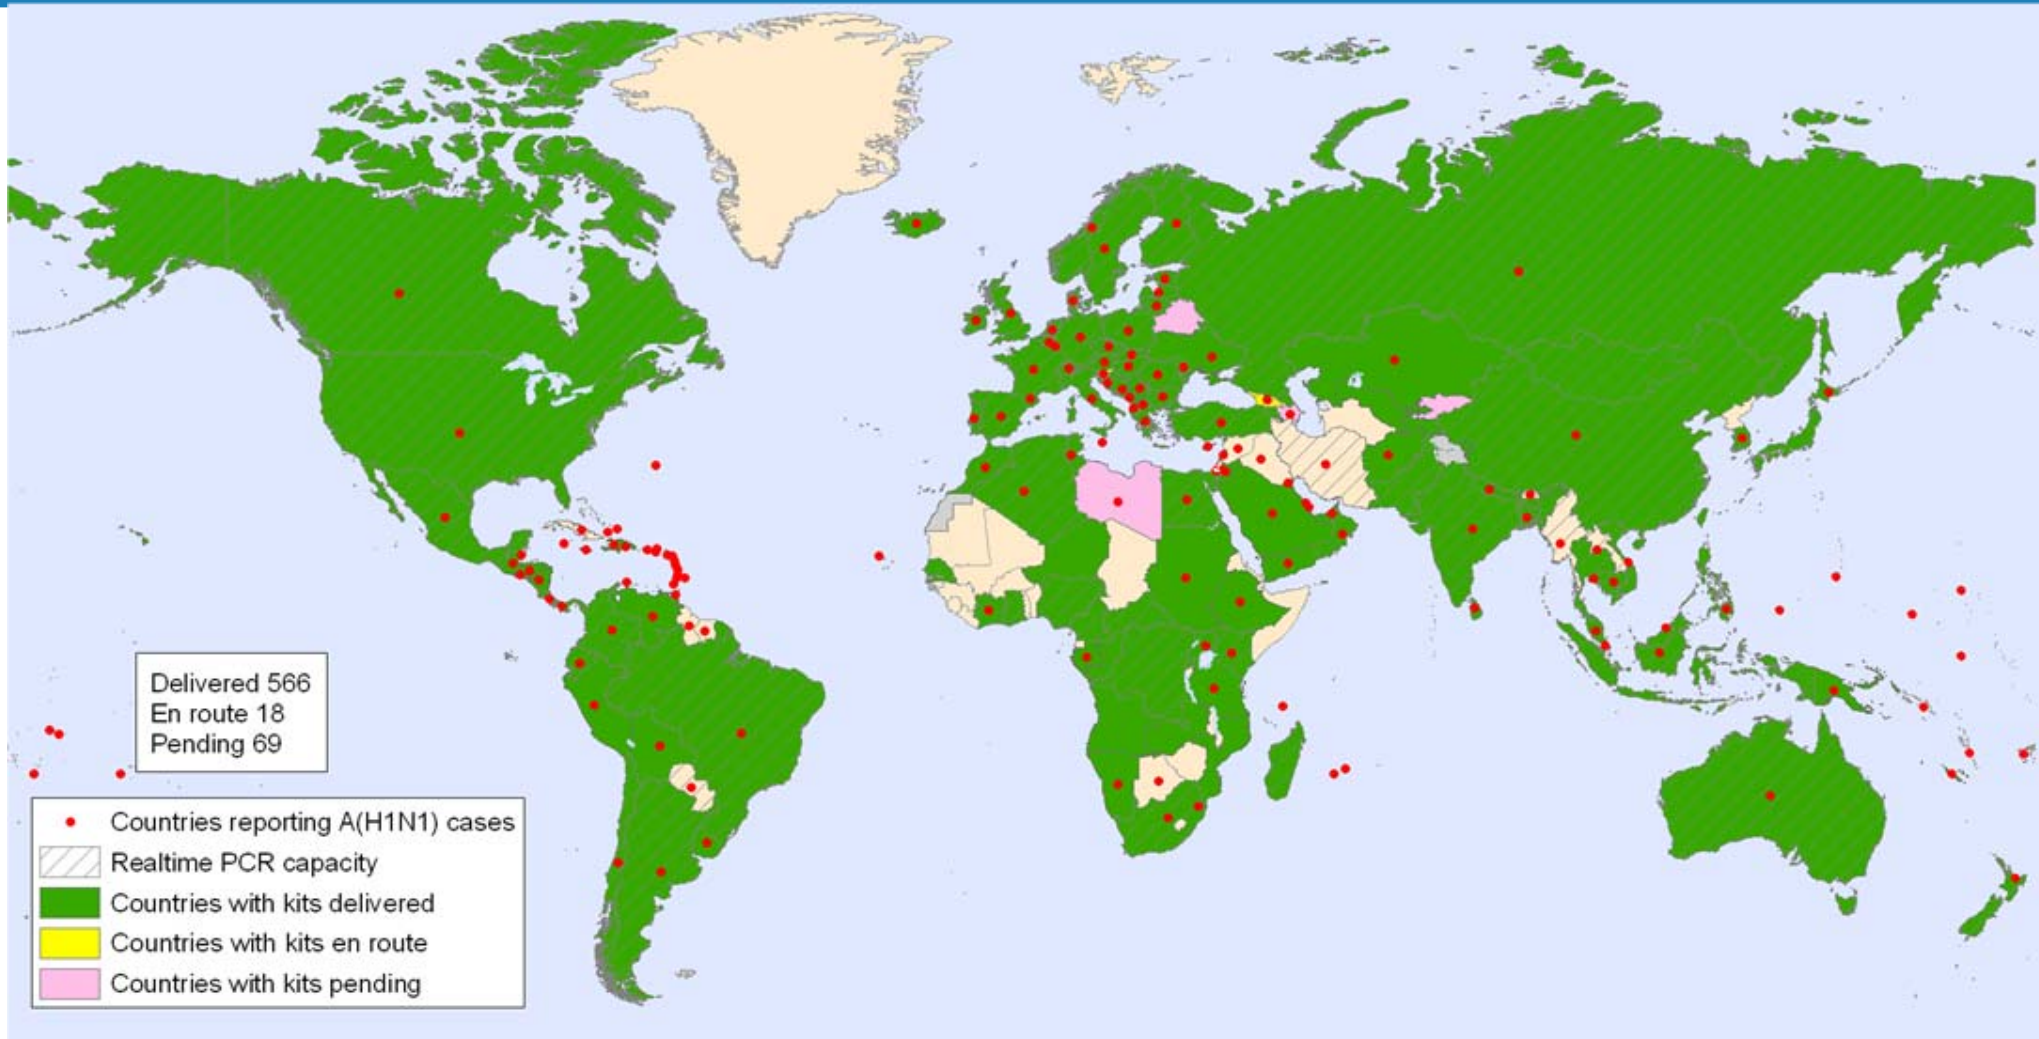 Delivered 566
En route 18
Pending 69
Countries reporting A(H1N1) cases
Realtime PCR capacity
Countries with kits delivered
Countries with kits en route
Countries with kits pending